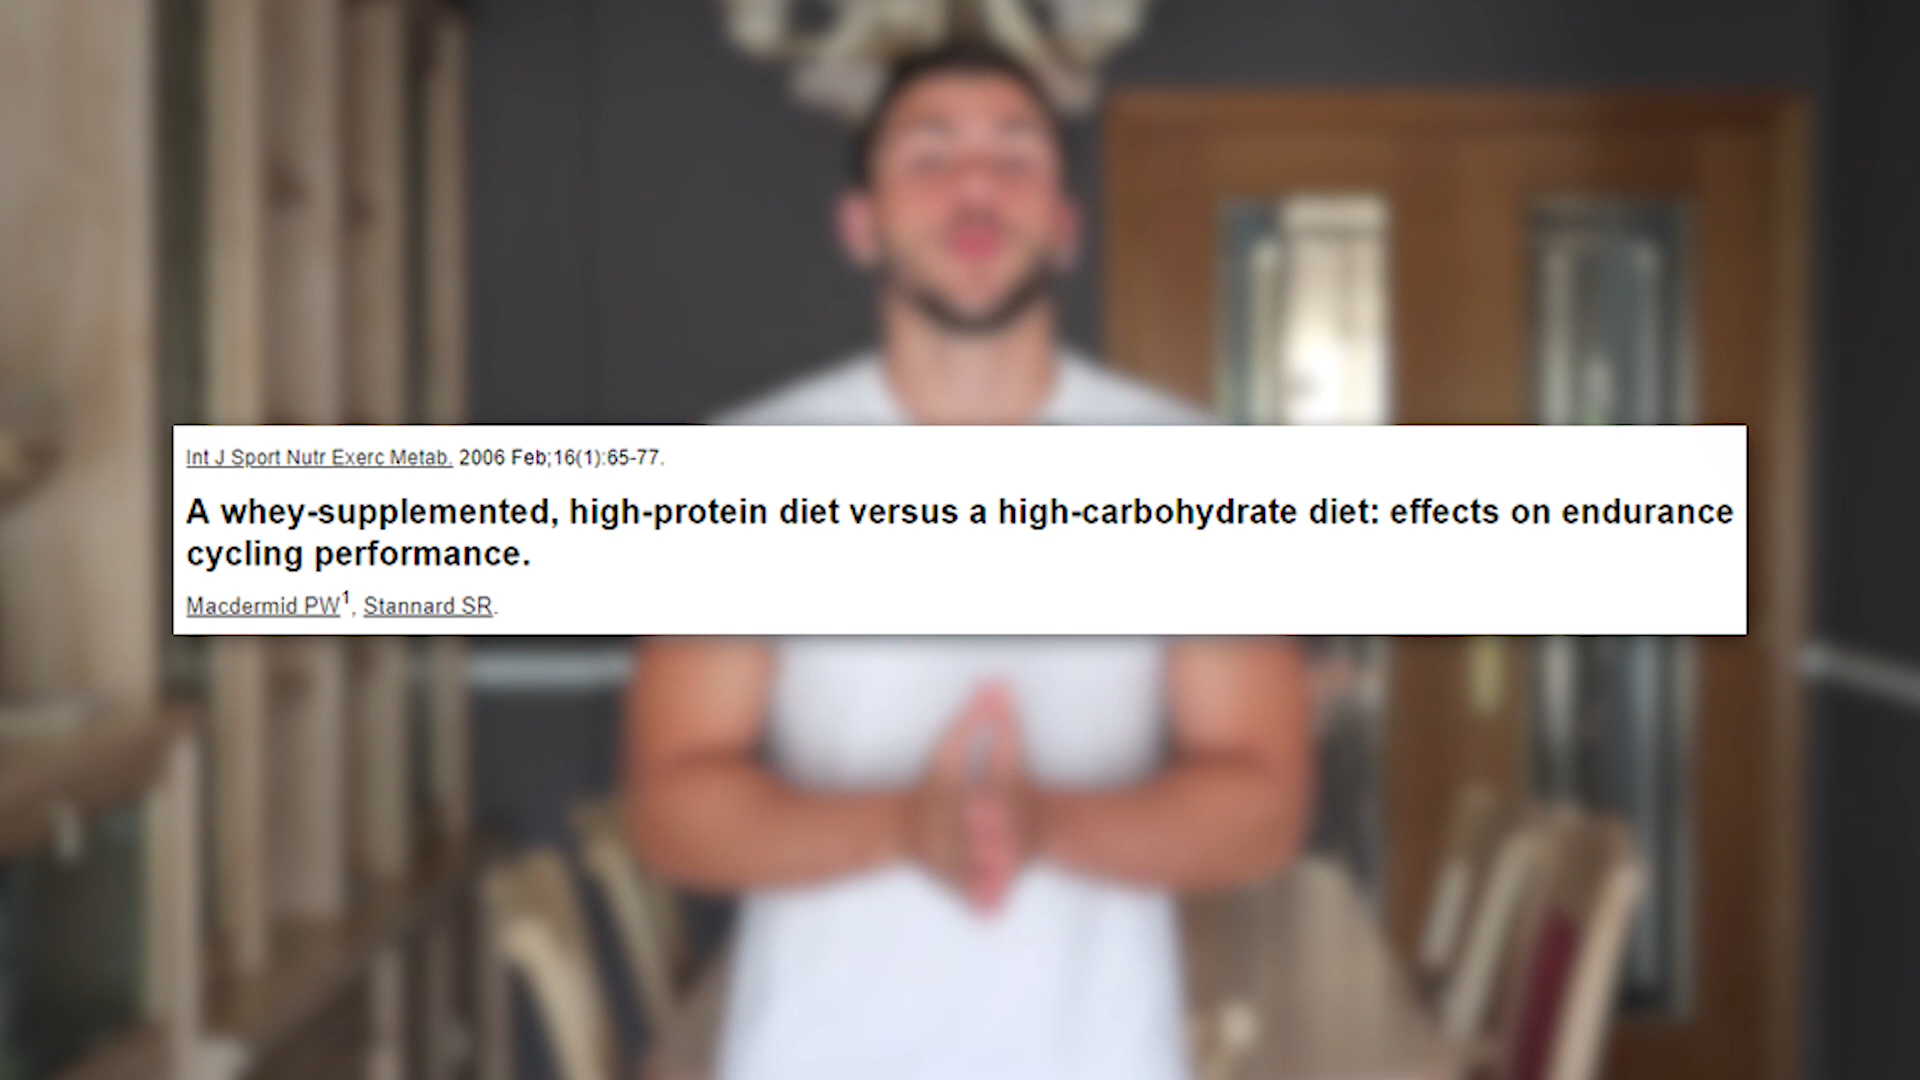 Int J Sport Nutr Exerc Metab. 2006 Feb;16(1):65-77.
A whey-supplemented, high-protein diet versus a high-carbohydrate diet: effects on endurance
cycling performance.
Macdermid PW1, Stannard SR.